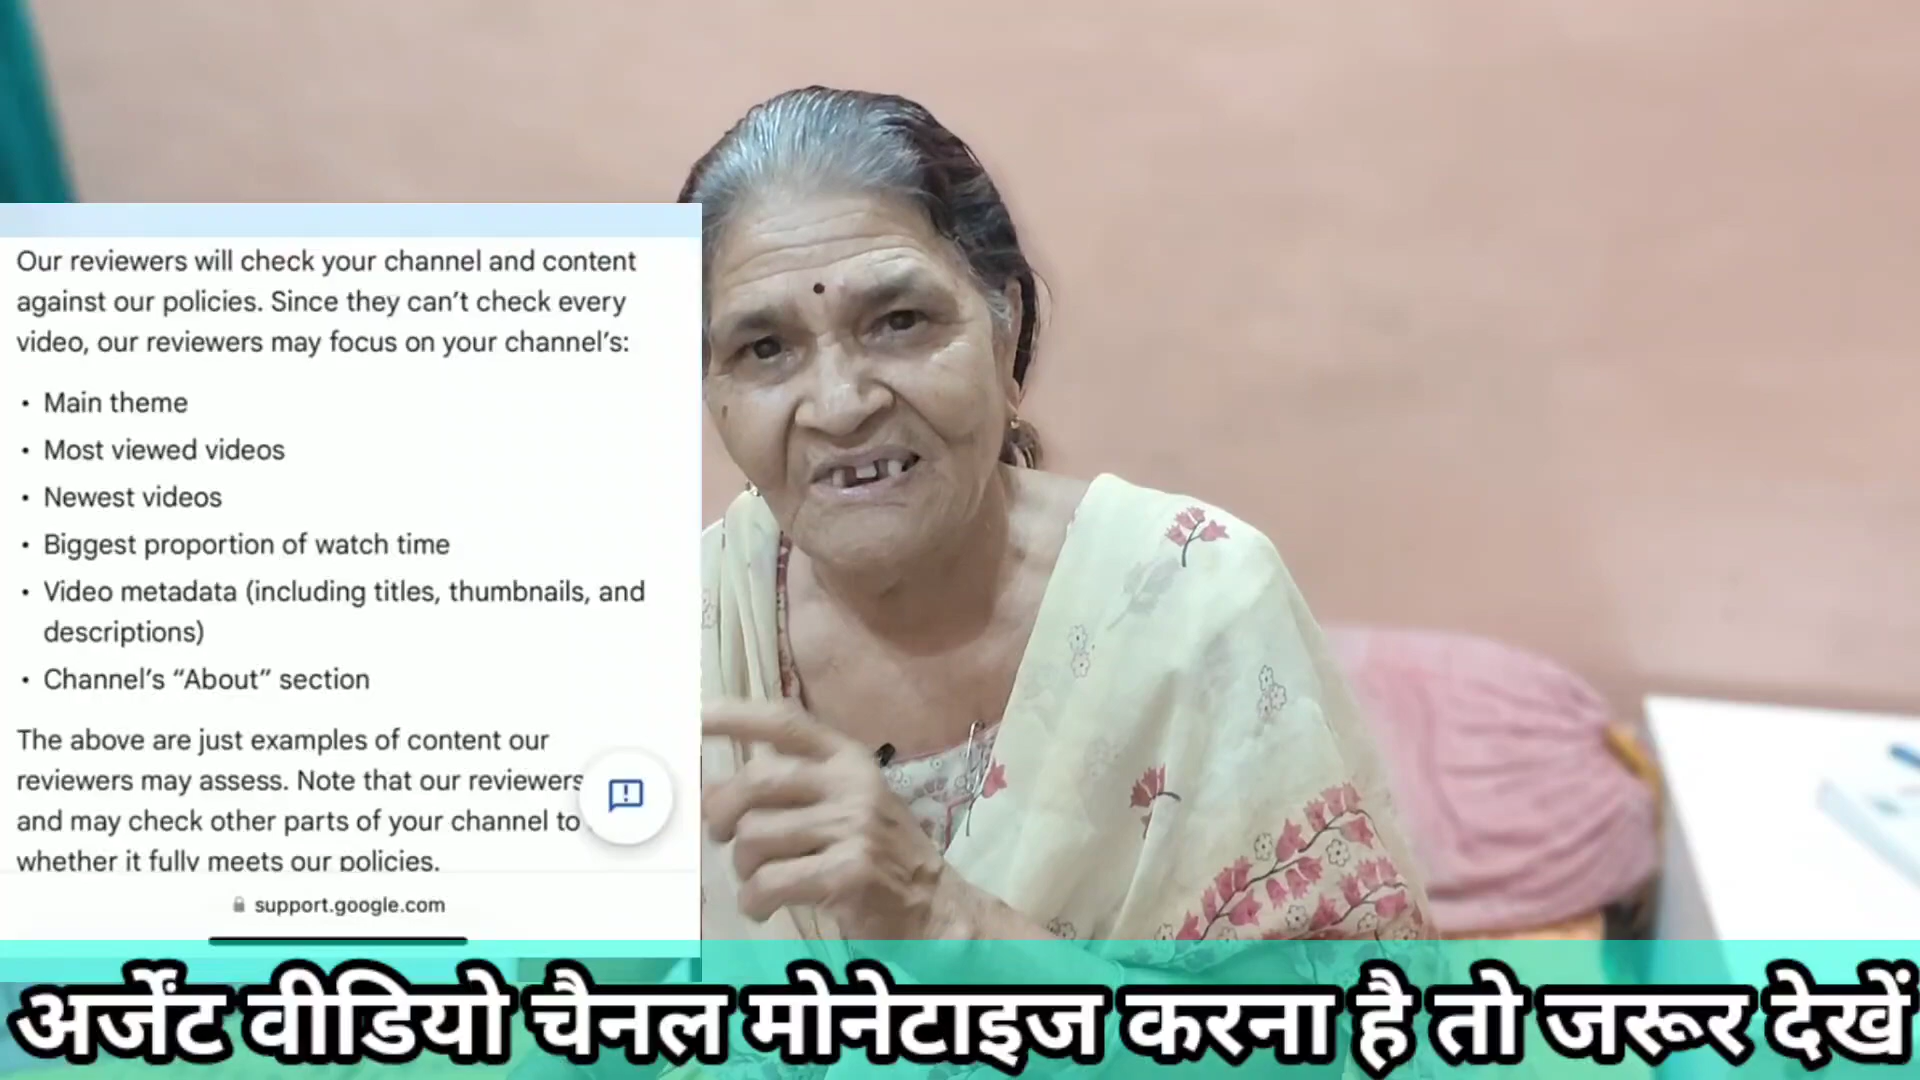 Our reviewers will check your channel and content
against our policies. Since they can’t check every
video, our reviewers may focus on your channel’s:
• Main theme
• Most viewed videos
• Newest videos
• Biggest proportion of watch time
• Video metadata (including titles, thumbnails, and
descriptions)
• Channel’s “About” section
The above are just examples of content our
reviewers may assess. Note that our reviewers
and may check other parts of your channel to
whether it fully meets our policies.
support.google.com
अर्जेंट वीडियो चैनल मोनेटाइज करना है तो जरूर देखें